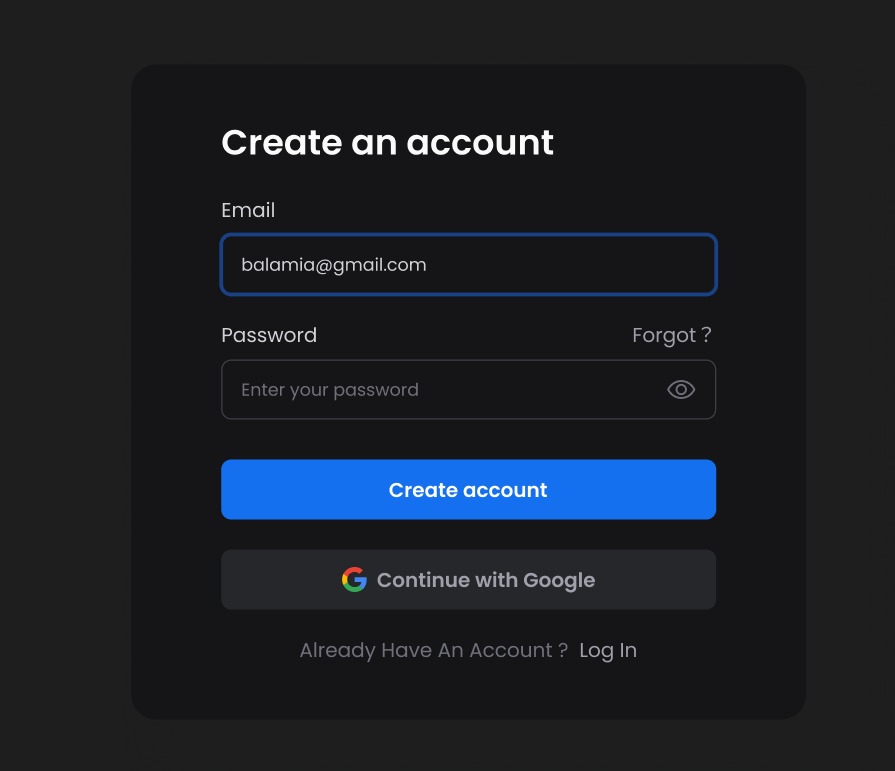 Create an account
Email
balamia@gmail.com
Password Forgot ?
Enter your password
Create account
Continue with Google
Already Have An Account ? Log In